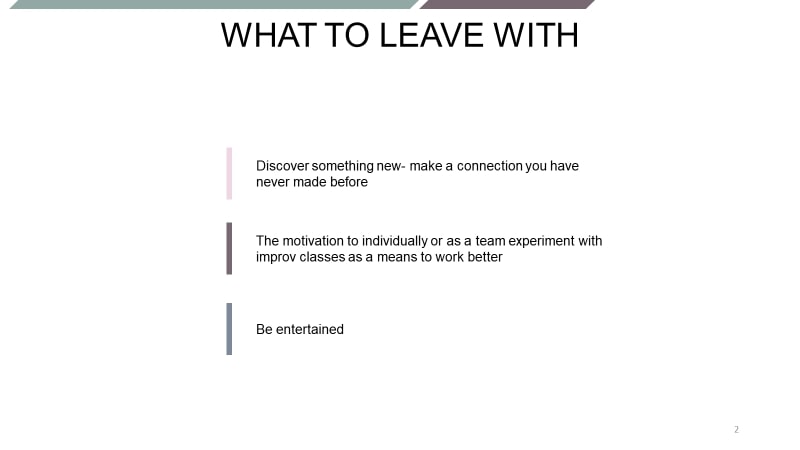 WHAT TO LEAVE WITH
Discover something new- make a connection you have
never made before
The motivation to individually or as a team experiment with
improv classes as a means to work better
Be entertained
2